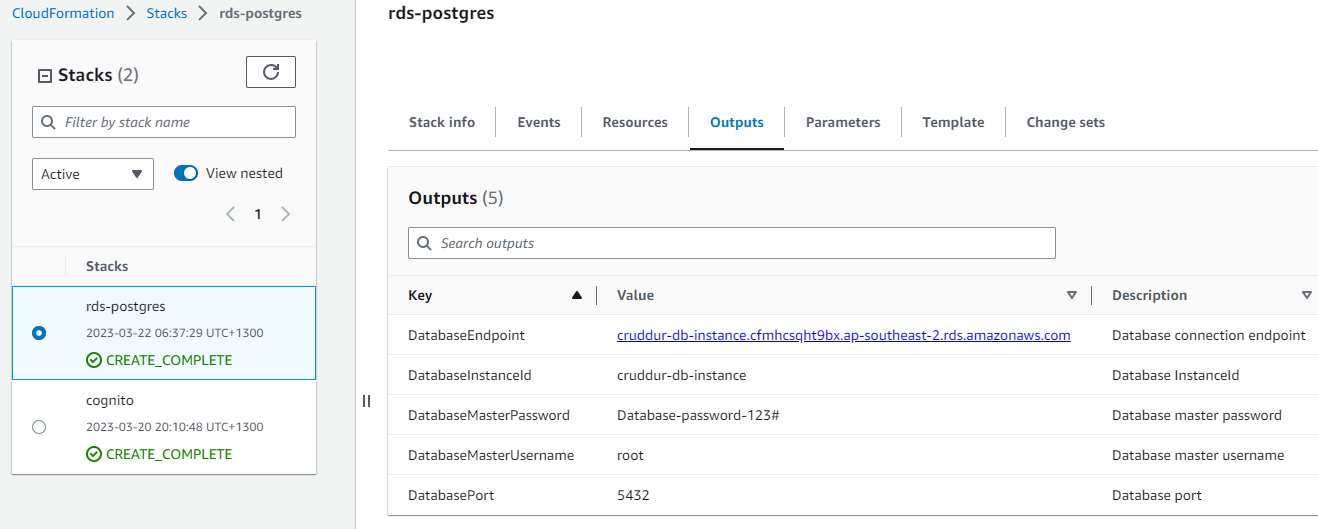 CloudFormation > Stacks > rds-postgres
Stacks (2)
Filter by stack name
Active View nested
1
Stacks
rds-postgres
2023-03-22 06:37:29 UTC+1300
CREATE_COMPLETE
cognito
2023-03-20 20:10:48 UTC+1300
CREATE_COMPLETE
rds-postgres
Stack info Events Resources Outputs Parameters Template Change sets
Outputs (5)
Search outputs
Key Value Description
DatabaseEndpoint cruddur-db-instance.cfmhcsqht9bx.ap-southeast-2.rds.amazonaws.com Database connection endpoint
DatabaseInstanceId cruddur-db-instance Database InstanceId
DatabaseMasterPassword Database-password-123# Database master password
DatabaseMasterUsername root Database master username
DatabasePort 5432 Database port